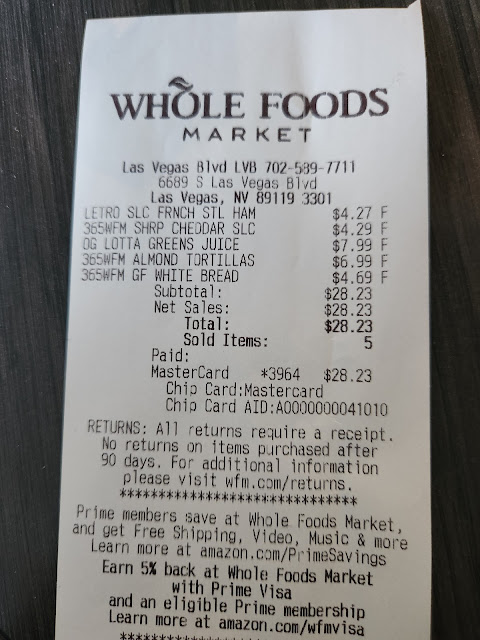 WHOLE FOODS
MARKET
Las Vegas Blvd LVB 702-589-7711
6689 S Las Vegas Blvd
Las Vegas, NV 89119 3301
LETRO SLC FRNCH STL HAM $4.27 F
365WFM SHRP CHEDDAR SLC $4.29 F
OG LOTTA GREENS JUICE $7.99 F
365WFM ALMOND TORTILLAS $6.99 F
365WFM GF WHITE BREAD $4.69 F
Subtotal: $28.23
Net Sales: $28.23
Total: $28.23
Sold Items: 5
Paid:
MasterCard *3964 $28.23
Chip Card:Mastercard
Chip Card AID:A0000000041010
RETURNS: All returns require a receipt.
No returns on items purchased after
90 days. For additional information
please visit wfm.com/returns.
******************************
Prime members save at Whole Foods Market,
and get Free Shipping, Video, Music & more
Learn more at amazon.com/PrimeSavings
Earn 5% back at Whole Foods Market
with Prime Visa
and an eligible Prime membership
Learn more at amazon.com/wfmvisa
******************************